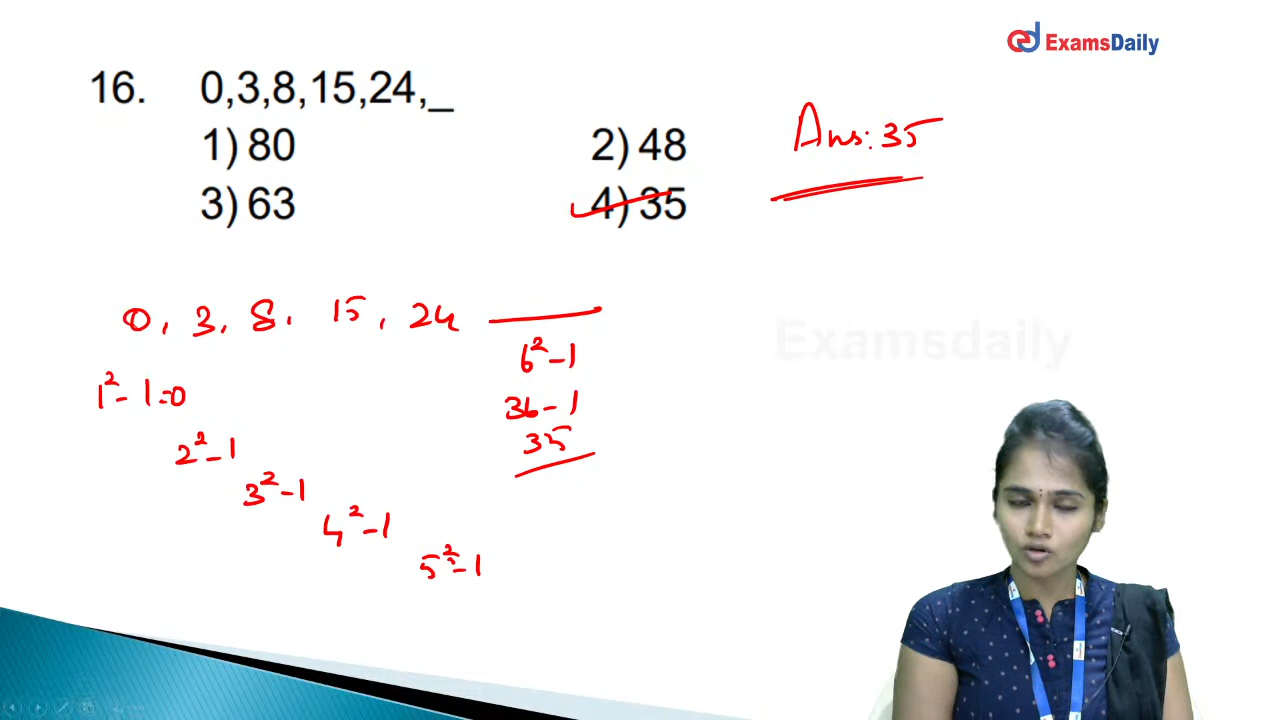 ExamsDaily
16. 0,3,8,15,24,_
1) 80 2) 48
3) 63 4) 35
Ans: 35
0, 3, 8, 15, 24 ___
1²-1=0
2²-1
3²-1
4²-1
5²-1
6²-1
36-1
35
Examsdaily